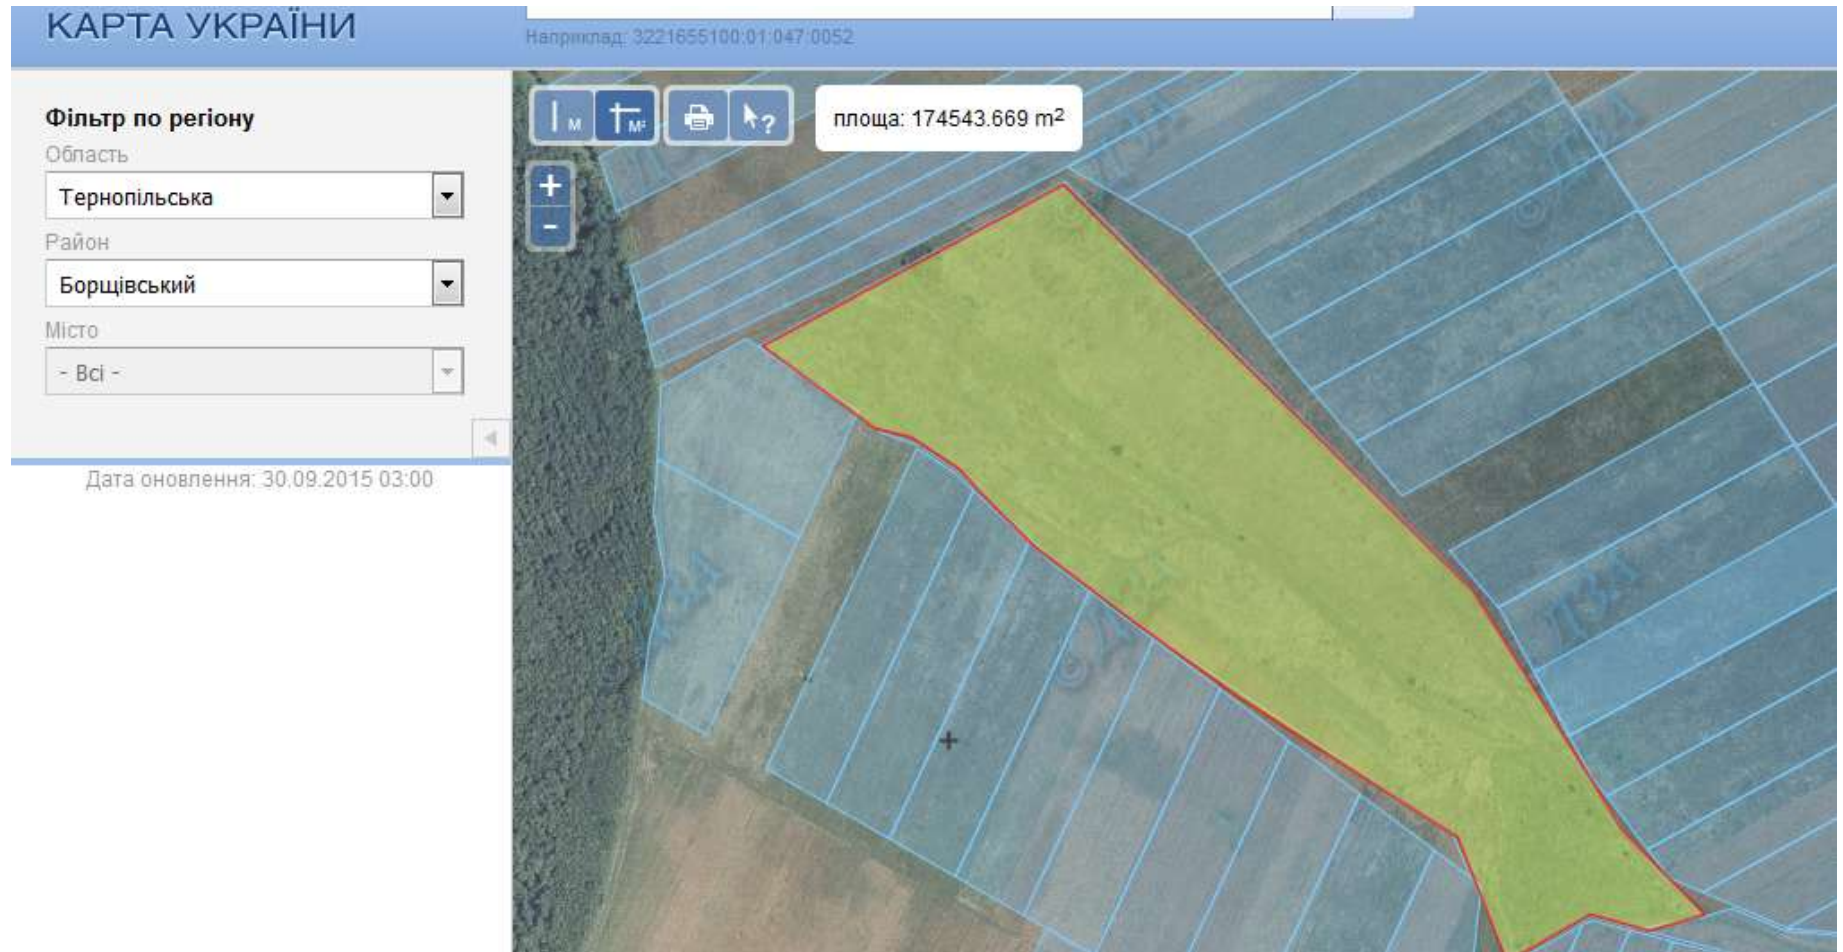 КАРТА УКРАЇНИ
Наприклад: 3221655100:01:047:0052
Фільтр по регіону
Область
Тернопільська
Район
Борщівський
Місто
- Всі -
Дата оновлення: 30.09.2015 03:00
м
м²
?
площа: 174543.669 m²
+
-